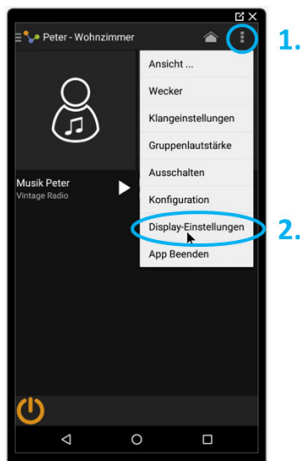 Peter - Wohnzimmer
1.
Ansicht ...
Wecker
Klangeinstellungen
Gruppenlautstärke
Ausschalten
Konfiguration
Display-Einstellungen
2.
App Beenden
Musik Peter
Vintage Radio